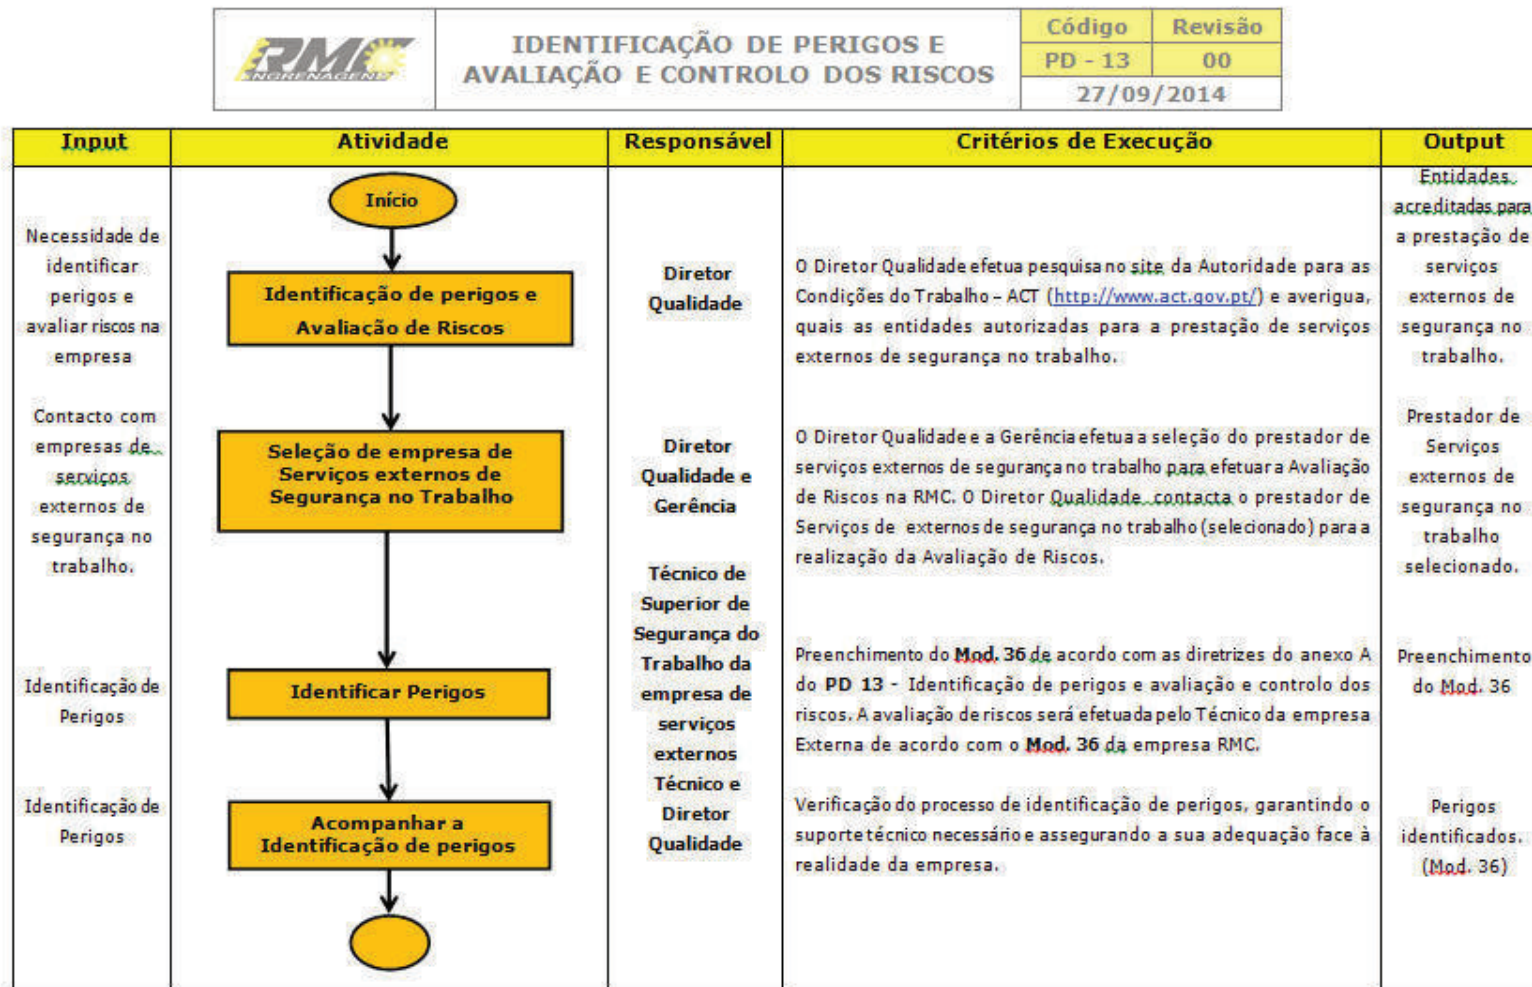 RMC
ENGRENAGENS
IDENTIFICAÇÃO DE PERIGOS E
AVALIAÇÃO E CONTROLO DOS RISCOS
Código
Revisão
PD - 13
00
27/09/2014
Input
Atividade
Responsável
Critérios de Execução
Output
Início
Necessidade de
identificar
perigos e
avaliar riscos na
empresa
Identificação de perigos e
Avaliação de Riscos
Diretor
Qualidade
O Diretor Qualidade efetua pesquisa no site da Autoridade para as
Condições do Trabalho – ACT (http://www.act.gov.pt/) e averigua,
quais as entidades autorizadas para a prestação de serviços
externos de segurança no trabalho.
Entidades
acreditadas para
a prestação de
serviços
externos de
segurança no
trabalho.
Contacto com
empresas de
serviços
externos de
segurança no
trabalho.
Seleção de empresa de
Serviços externos de
Segurança no Trabalho
Diretor
Qualidade e
Gerência
O Diretor Qualidade e a Gerência efetua a seleção do prestador de
serviços externos de segurança no trabalho para efetuar a Avaliação
de Riscos na RMC. O Diretor Qualidade contacta o prestador de
Serviços de externos de segurança no trabalho (selecionado) para a
realização da Avaliação de Riscos.
Prestador de
Serviços
externos de
segurança no
trabalho
selecionado.
Identificação de
Perigos
Identificar Perigos
Técnico de
Superior de
Segurança do
Trabalho da
empresa de
serviços
externos
Técnico e
Diretor
Qualidade
Preenchimento do Mod. 36 de acordo com as diretrizes do anexo A
do PD 13 - Identificação de perigos e avaliação e controlo dos
riscos. A avaliação de riscos será efetuada pelo Técnico da empresa
Externa de acordo com o Mod. 36 da empresa RMC.
Preenchimento
do Mod. 36
Identificação de
Perigos
Acompanhar a
Identificação de perigos
Verificação do processo de identificação de perigos, garantindo o
suporte técnico necessário e assegurando a sua adequação face à
realidade da empresa.
Perigos
identificados.
(Mod. 36)